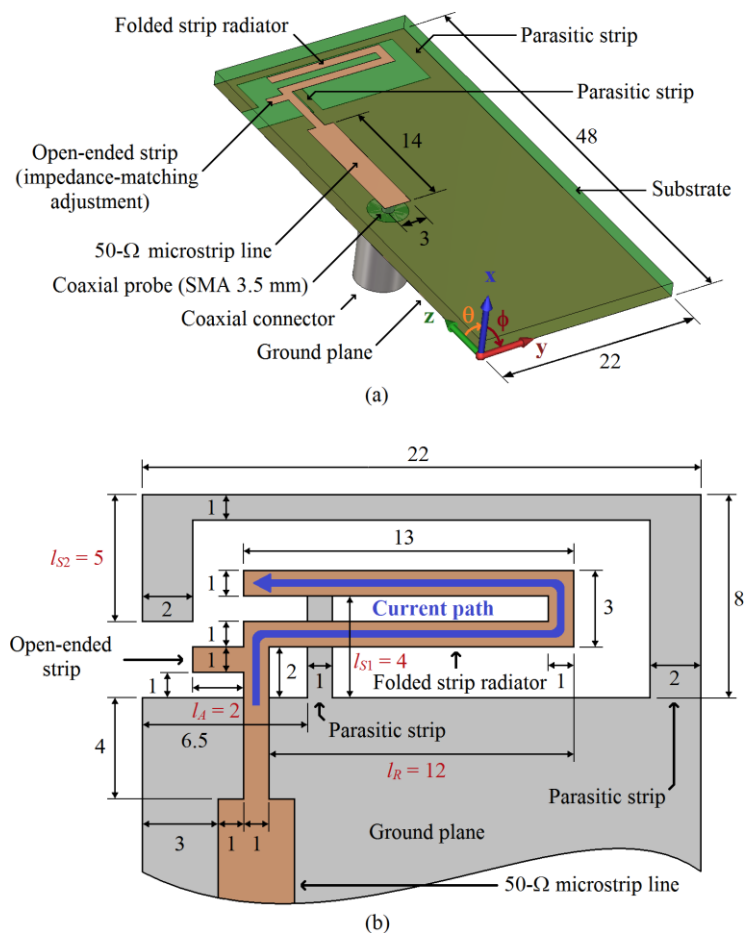 Folded strip radiator
Parasitic strip
Parasitic strip
48
14
Open-ended strip
(impedance-matching
adjustment)
Substrate
3
50-Ω microstrip line
Coaxial probe (SMA 3.5 mm)
x
Coaxial connector
θ
ϕ
z
Ground plane
y
22
(a)
22
1
13
l_S2 = 5
1
8
Current path
3
2
1
Open-ended
strip
1
2
l_S1 = 4
1
1
Folded strip radiator
1
2
l_A = 2
Parasitic strip
6.5
4
l_R = 12
Parasitic strip
3
1
1
Ground plane
50-Ω microstrip line
(b)